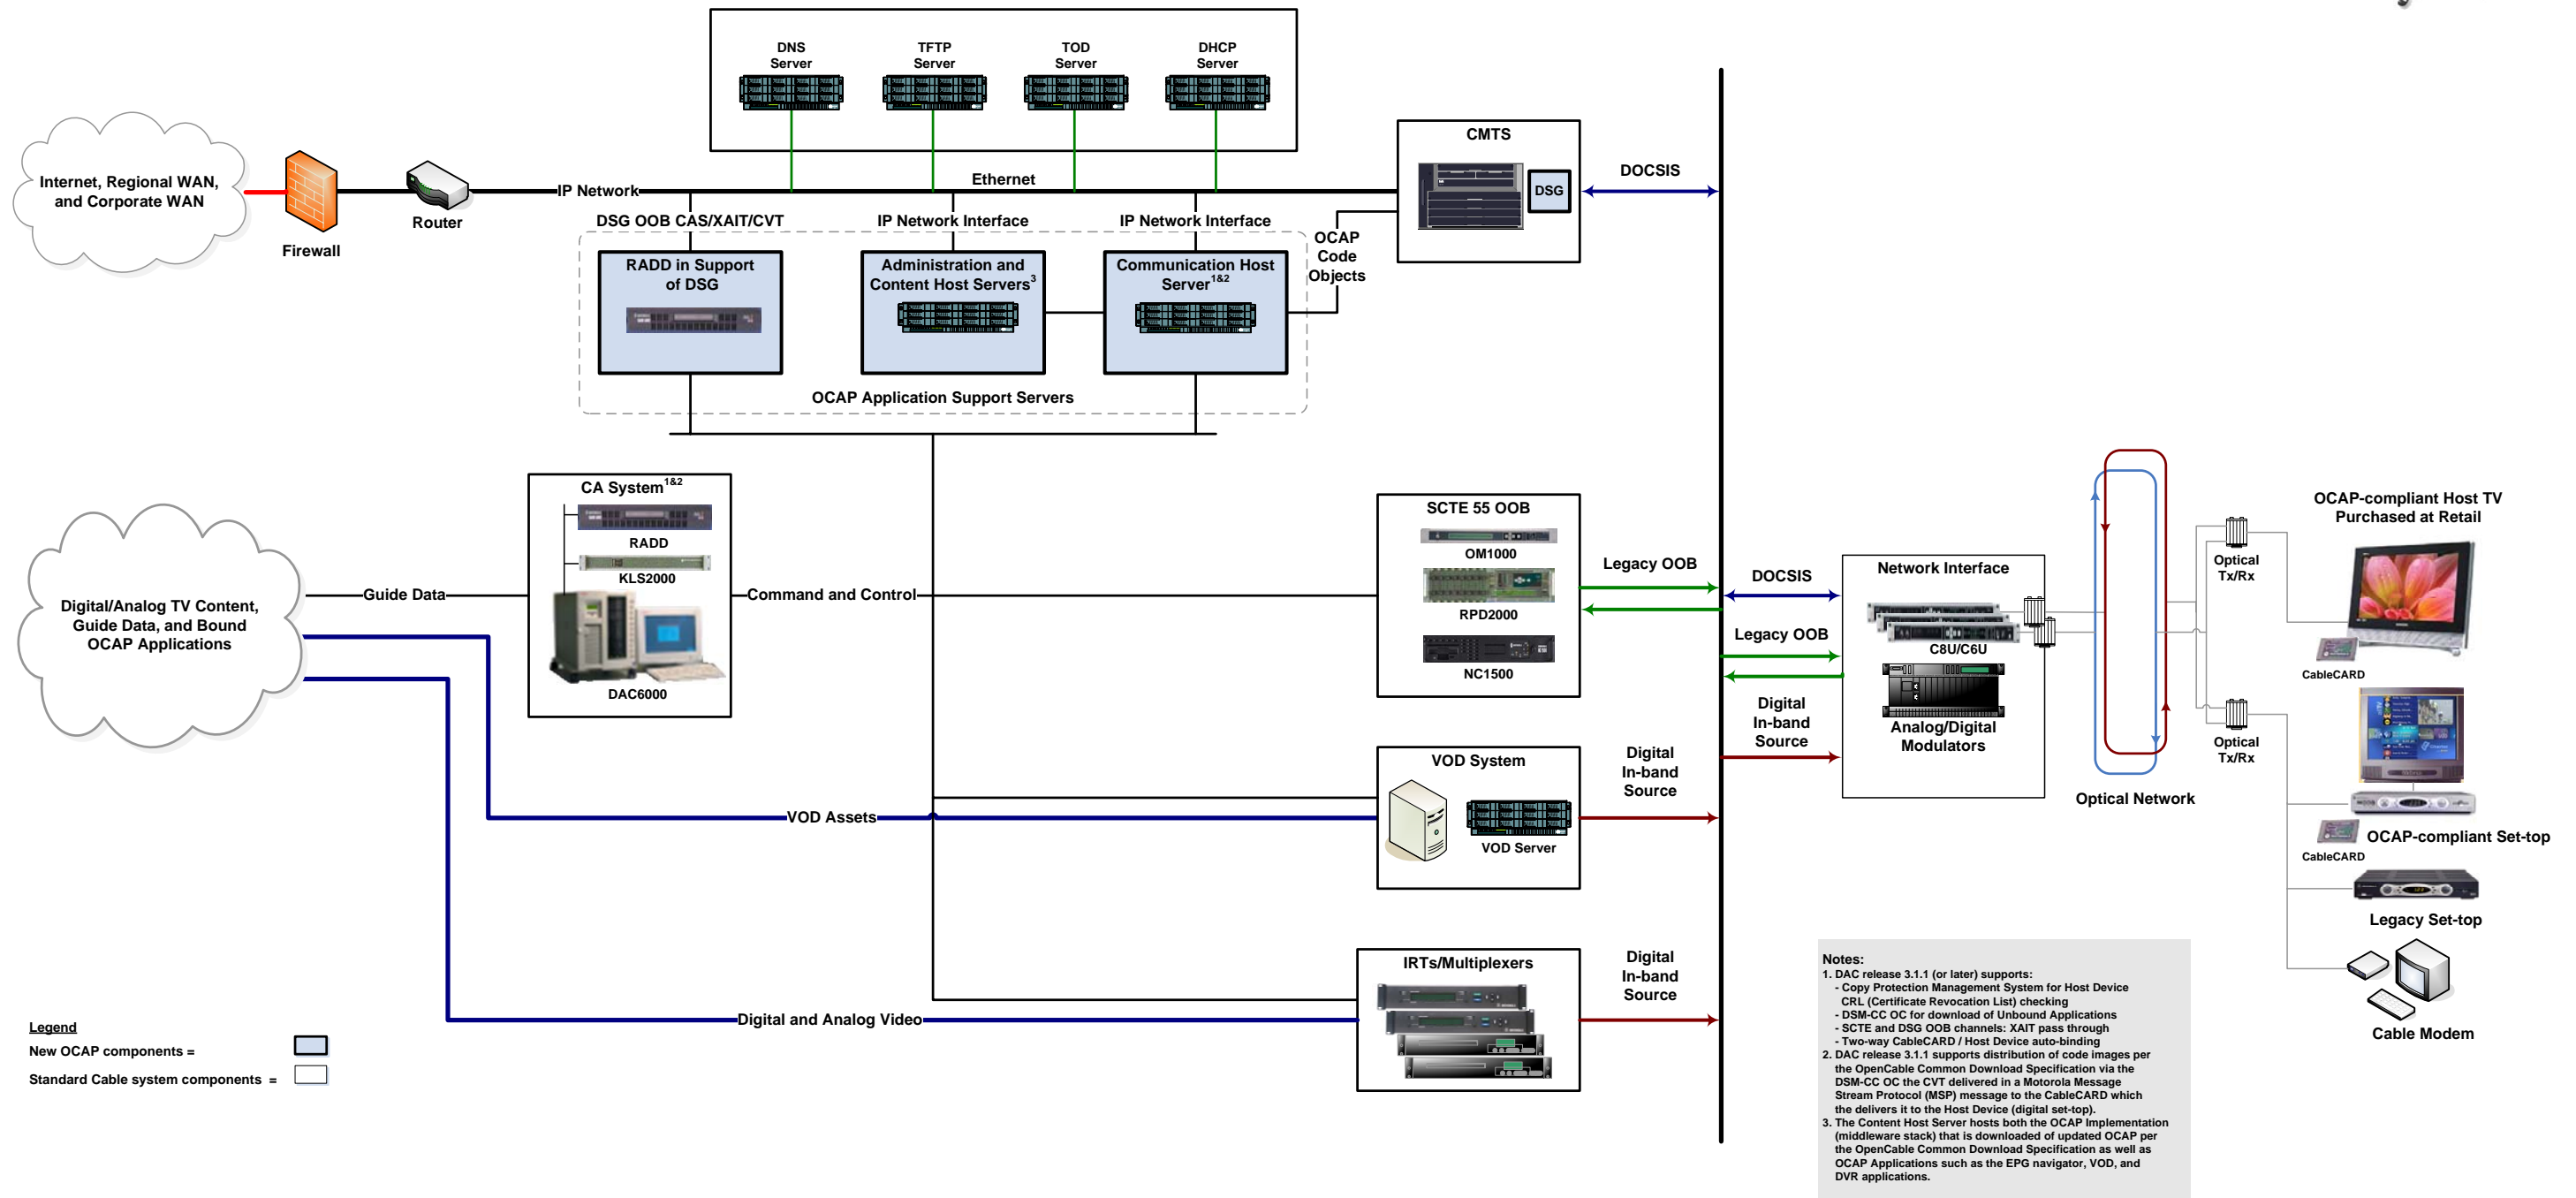 DNS
Server
TFTP
Server
TOD
Server
DHCP
Server
CMTS
DSG
DOCSIS
Internet, Regional WAN,
and Corporate WAN
Firewall
Router
IP Network
Ethernet
DSG OOB CAS/XAIT/CVT
IP Network Interface
IP Network Interface
OCAP
Code
Objects
RADD in Support
of DSG
Administration and
Content Host Servers3
Communication Host
Server1&2
OCAP Application Support Servers
CA System1&2
RADD
KLS2000
DAC6000
Guide Data
Command and Control
Digital/Analog TV Content,
Guide Data, and Bound
OCAP Applications
SCTE 55 OOB
OM1000
RPD2000
NC1500
Legacy OOB
DOCSIS
Legacy OOB
Digital
In-band
Source
Network Interface
C8U/C6U
Analog/Digital
Modulators
Optical Network
Optical
Tx/Rx
Optical
Tx/Rx
OCAP-compliant Host TV
Purchased at Retail
CableCARD
OCAP-compliant Set-top
CableCARD
Legacy Set-top
Cable Modem
VOD System
VOD Server
VOD Assets
Digital
In-band
Source
IRTs/Multiplexers
Digital
In-band
Source
Digital and Analog Video
Legend
New OCAP components =
Standard Cable system components =
Notes:
1. DAC release 3.1.1 (or later) supports:
- Copy Protection Management System for Host Device
CRL (Certificate Revocation List) checking
- DSM-CC OC for download of Unbound Applications
- SCTE and DSG OOB channels: XAIT pass through
- Two-way CableCARD / Host Device auto-binding
2. DAC release 3.1.1 supports distribution of code images per
the OpenCable Common Download Specification via the
DSM-CC OC the CVT delivered in a Motorola Message
Stream Protocol (MSP) message to the CableCARD which
the delivers it to the Host Device (digital set-top).
3. The Content Host Server hosts both the OCAP Implementation
(middleware stack) that is downloaded of updated OCAP per
the OpenCable Common Download Specification as well as
OCAP Applications such as the EPG navigator, VOD, and
DVR applications.